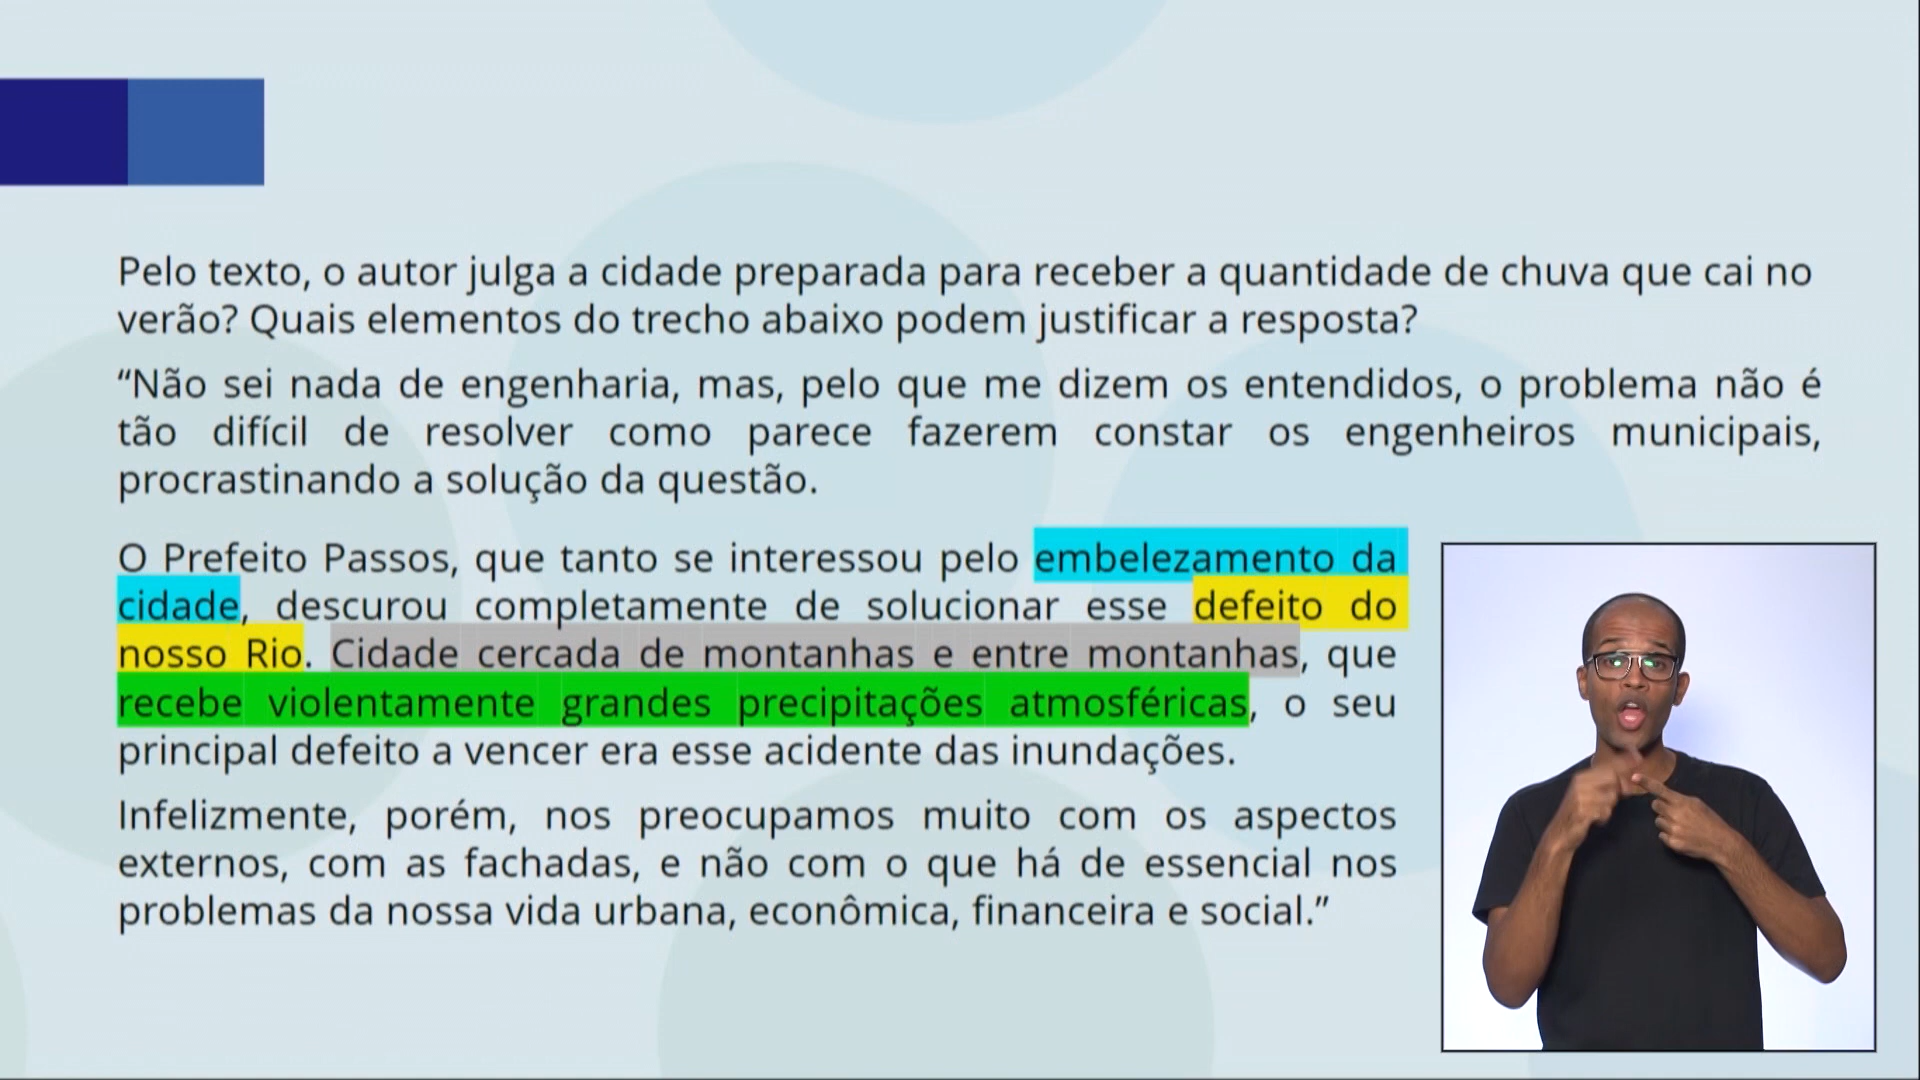 Pelo texto, o autor julga a cidade preparada para receber a quantidade de chuva que cai no
verão? Quais elementos do trecho abaixo podem justificar a resposta?
“Não sei nada de engenharia, mas, pelo que me dizem os entendidos, o problema não é
tão difícil de resolver como parece fazerem constar os engenheiros municipais,
procrastinando a solução da questão.
O Prefeito Passos, que tanto se interessou pelo embelezamento da
cidade, descurou completamente de solucionar esse defeito do
nosso Rio. Cidade cercada de montanhas e entre montanhas, que
recebe violentamente grandes precipitações atmosféricas, o seu
principal defeito a vencer era esse acidente das inundações.
Infelizmente, porém, nos preocupamos muito com os aspectos
externos, com as fachadas, e não com o que há de essencial nos
problemas da nossa vida urbana, econômica, financeira e social.”